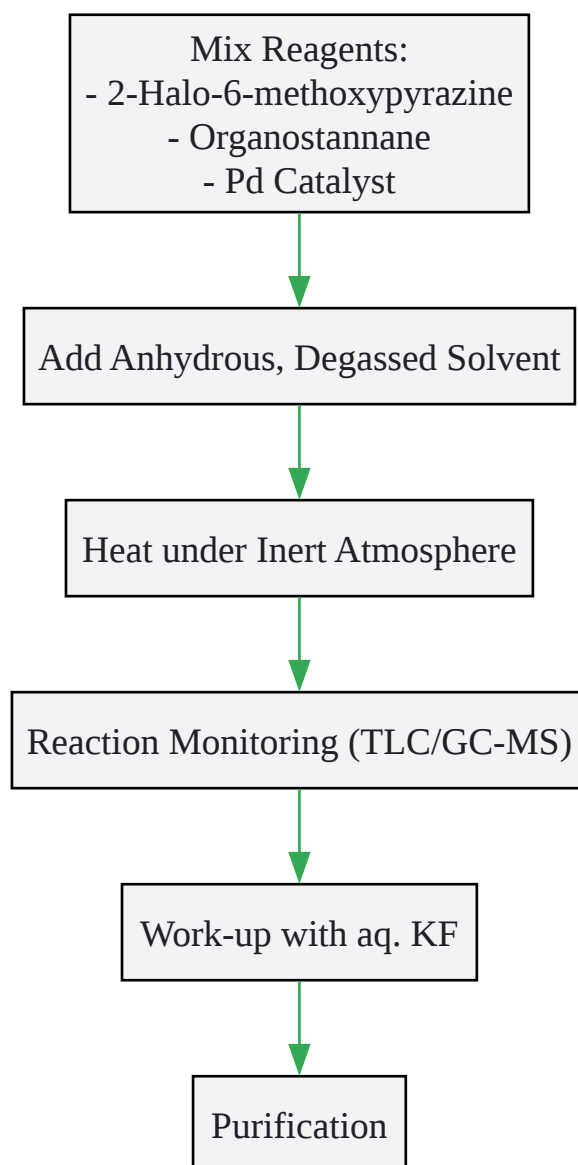 Mix Reagents:
- 2-Halo-6-methoxypyrazine
- Organostannane
- Pd Catalyst
Add Anhydrous, Degassed Solvent
Heat under Inert Atmosphere
Reaction Monitoring (TLC/GC-MS)
Work-up with aq. KF
Purification